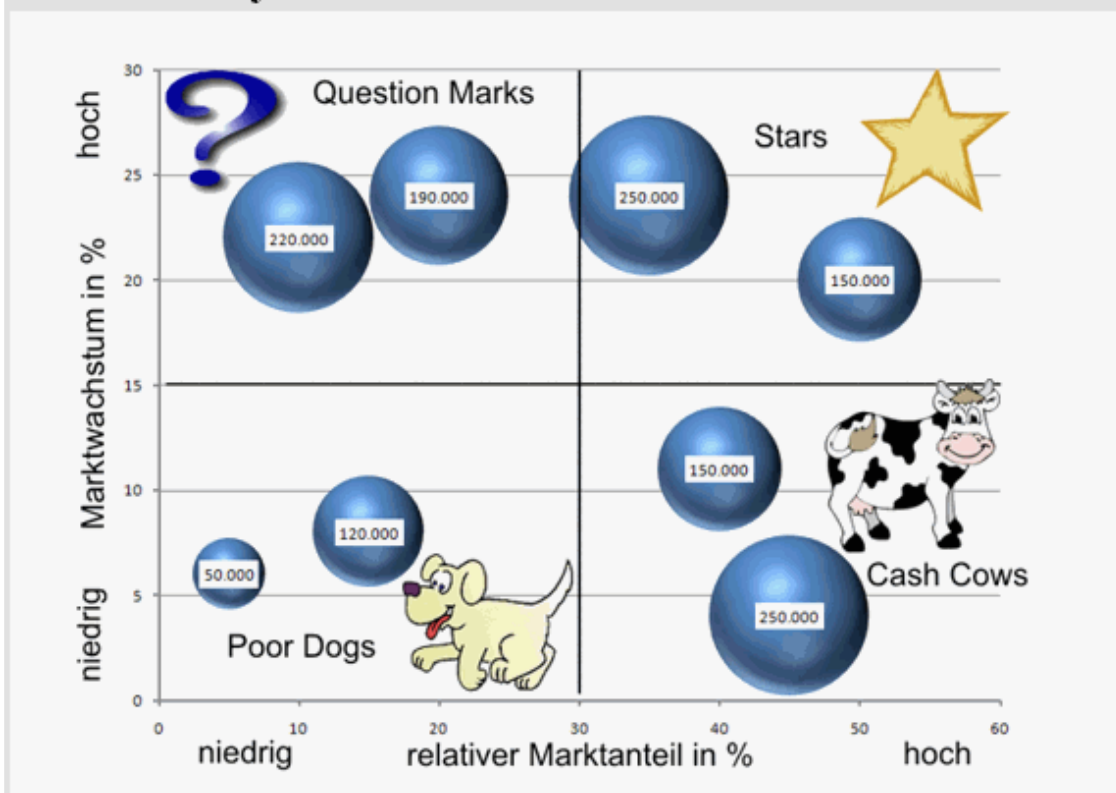 30
hoch
Question Marks
Stars
25
190.000
250.000
220.000
20
150.000
Marktwachstum in %
15
10
150.000
120.000
50.000
5
Cash Cows
250.000
niedrig
Poor Dogs
0
0 10 20 30 40 50 60
niedrig relativer Marktanteil in % hoch